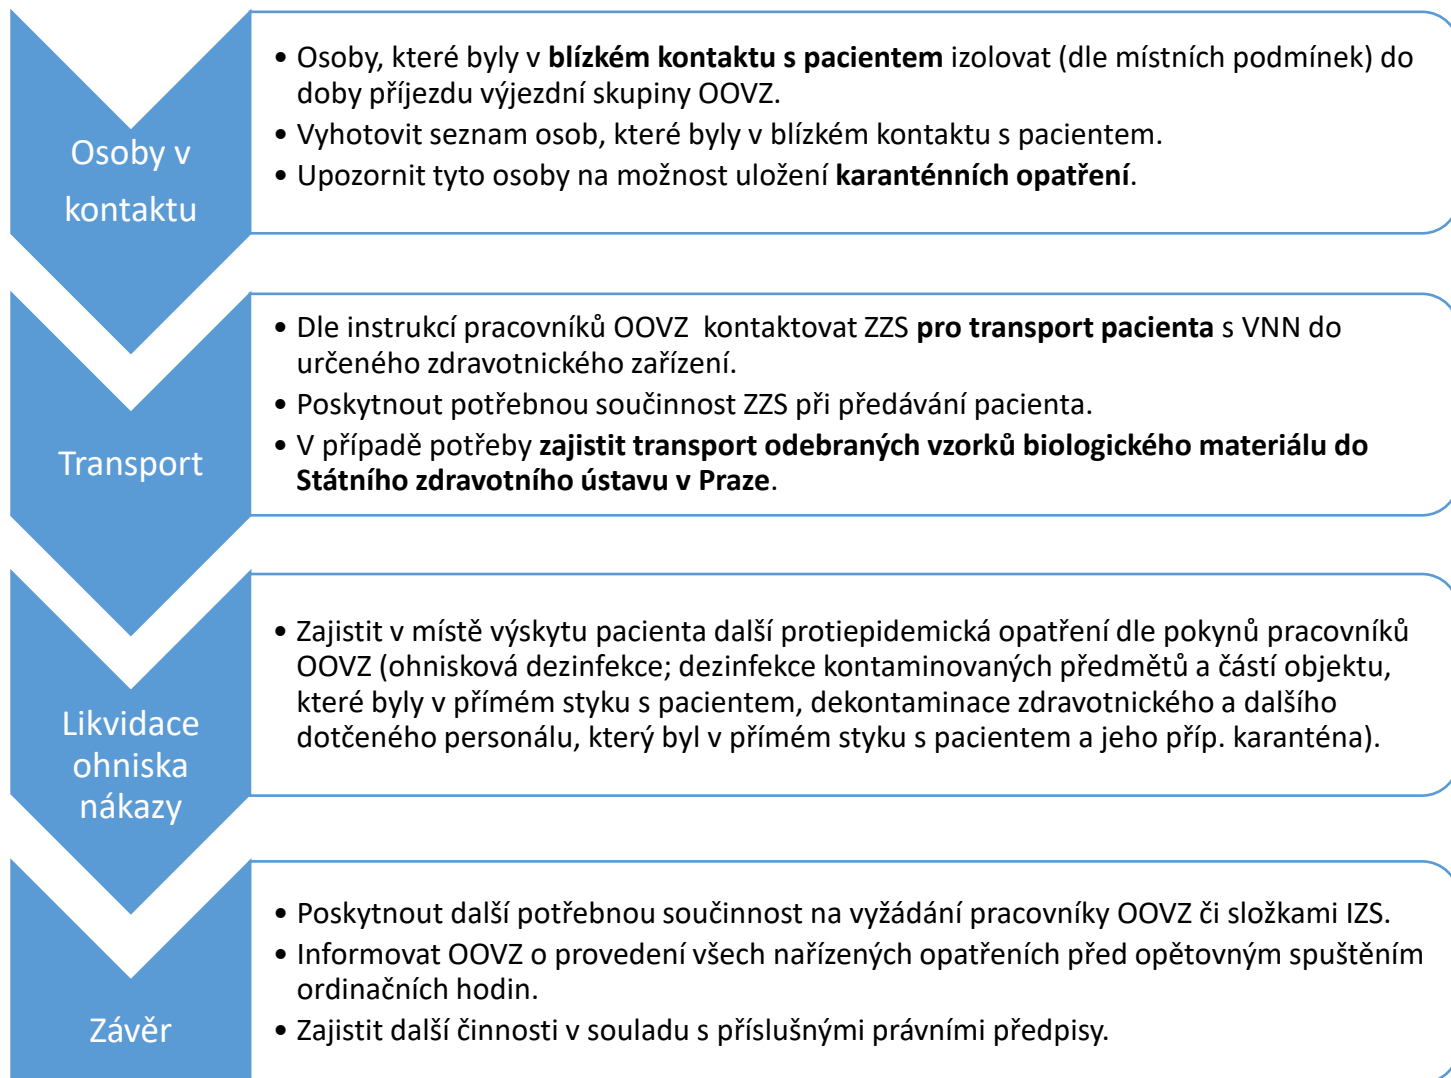 Osoby v
kontaktu
• Osoby, které byly v blízkém kontaktu s pacientem izolovat (dle místních podmínek) do
doby příjezdu výjezdní skupiny OOVZ.
• Vyhotovit seznam osob, které byly v blízkém kontaktu s pacientem.
• Upozornit tyto osoby na možnost uložení karanténních opatření.
Transport
• Dle instrukcí pracovníků OOVZ kontaktovat ZZS pro transport pacienta s VNN do
určeného zdravotnického zařízení.
• Poskytnout potřebnou součinnost ZZS při předávání pacienta.
• V případě potřeby zajistit transport odebraných vzorků biologického materiálu do
Státního zdravotního ústavu v Praze.
Likvidace
ohniska
nákazy
• Zajistit v místě výskytu pacienta další protiepidemická opatření dle pokynů pracovníků
OOVZ (ohnisková dezinfekce; dezinfekce kontaminovaných předmětů a částí objektu,
které byly v přímém styku s pacientem, dekontaminace zdravotnického a dalšího
dotčeného personálu, který byl v přímém styku s pacientem a jeho příp. karanténa).
Závěr
• Poskytnout další potřebnou součinnost na vyžádání pracovníky OOVZ či složkami IZS.
• Informovat OOVZ o provedení všech nařízených opatřeních před opětovným spuštěním
ordinačních hodin.
• Zajistit další činnosti v souladu s příslušnými právními předpisy.